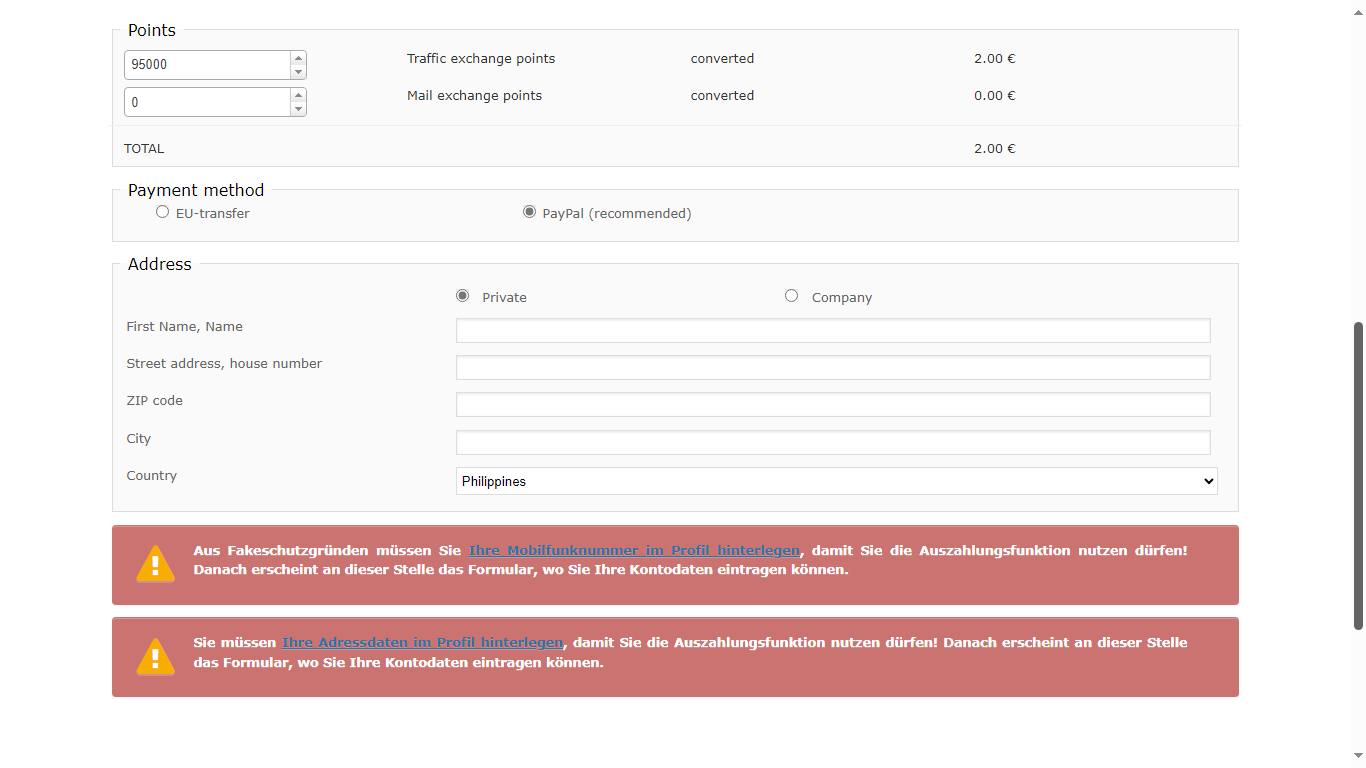 Points
95000 Traffic exchange points converted 2.00 €
0 Mail exchange points converted 0.00 €
TOTAL 2.00 €
Payment method
EU-transfer PayPal (recommended)
Address
Private Company
First Name, Name
Street address, house number
ZIP code
City
Country Philippines
Aus Fakeschutzgründen müssen Sie Ihre Mobilfunknummer im Profil hinterlegen, damit Sie die Auszahlungsfunktion nutzen dürfen!
Danach erscheint an dieser Stelle das Formular, wo Sie Ihre Kontodaten eintragen können.
Sie müssen Ihre Adressdaten im Profil hinterlegen, damit Sie die Auszahlungsfunktion nutzen dürfen! Danach erscheint an dieser Stelle
das Formular, wo Sie Ihre Kontodaten eintragen können.